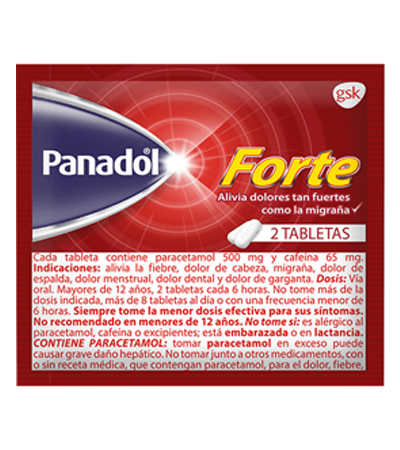 gsk
Panadol®
Forte
Alivia dolores tan fuertes
como la migraña
2 TABLETAS
Cada tableta contiene paracetamol 500 mg y cafeína 65 mg.
Indicaciones: alivia la fiebre, dolor de cabeza, migraña, dolor de
espalda, dolor menstrual, dolor dental y dolor de garganta. Dosis: Vía
oral. Mayores de 12 años, 2 tabletas cada 6 horas. No tome más de la
dosis indicada, más de 8 tabletas al día o con una frecuencia menor de
6 horas. Siempre tome la menor dosis efectiva para sus síntomas.
No recomendado en menores de 12 años. No tome si: es alérgico al
paracetamol, cafeína o excipientes; está embarazada o en lactancia.
CONTIENE PARACETAMOL: tomar paracetamol en exceso puede
causar grave daño hepático. No tomar junto a otros medicamentos, con
o sin receta médica, que contengan paracetamol, para el dolor, fiebre,